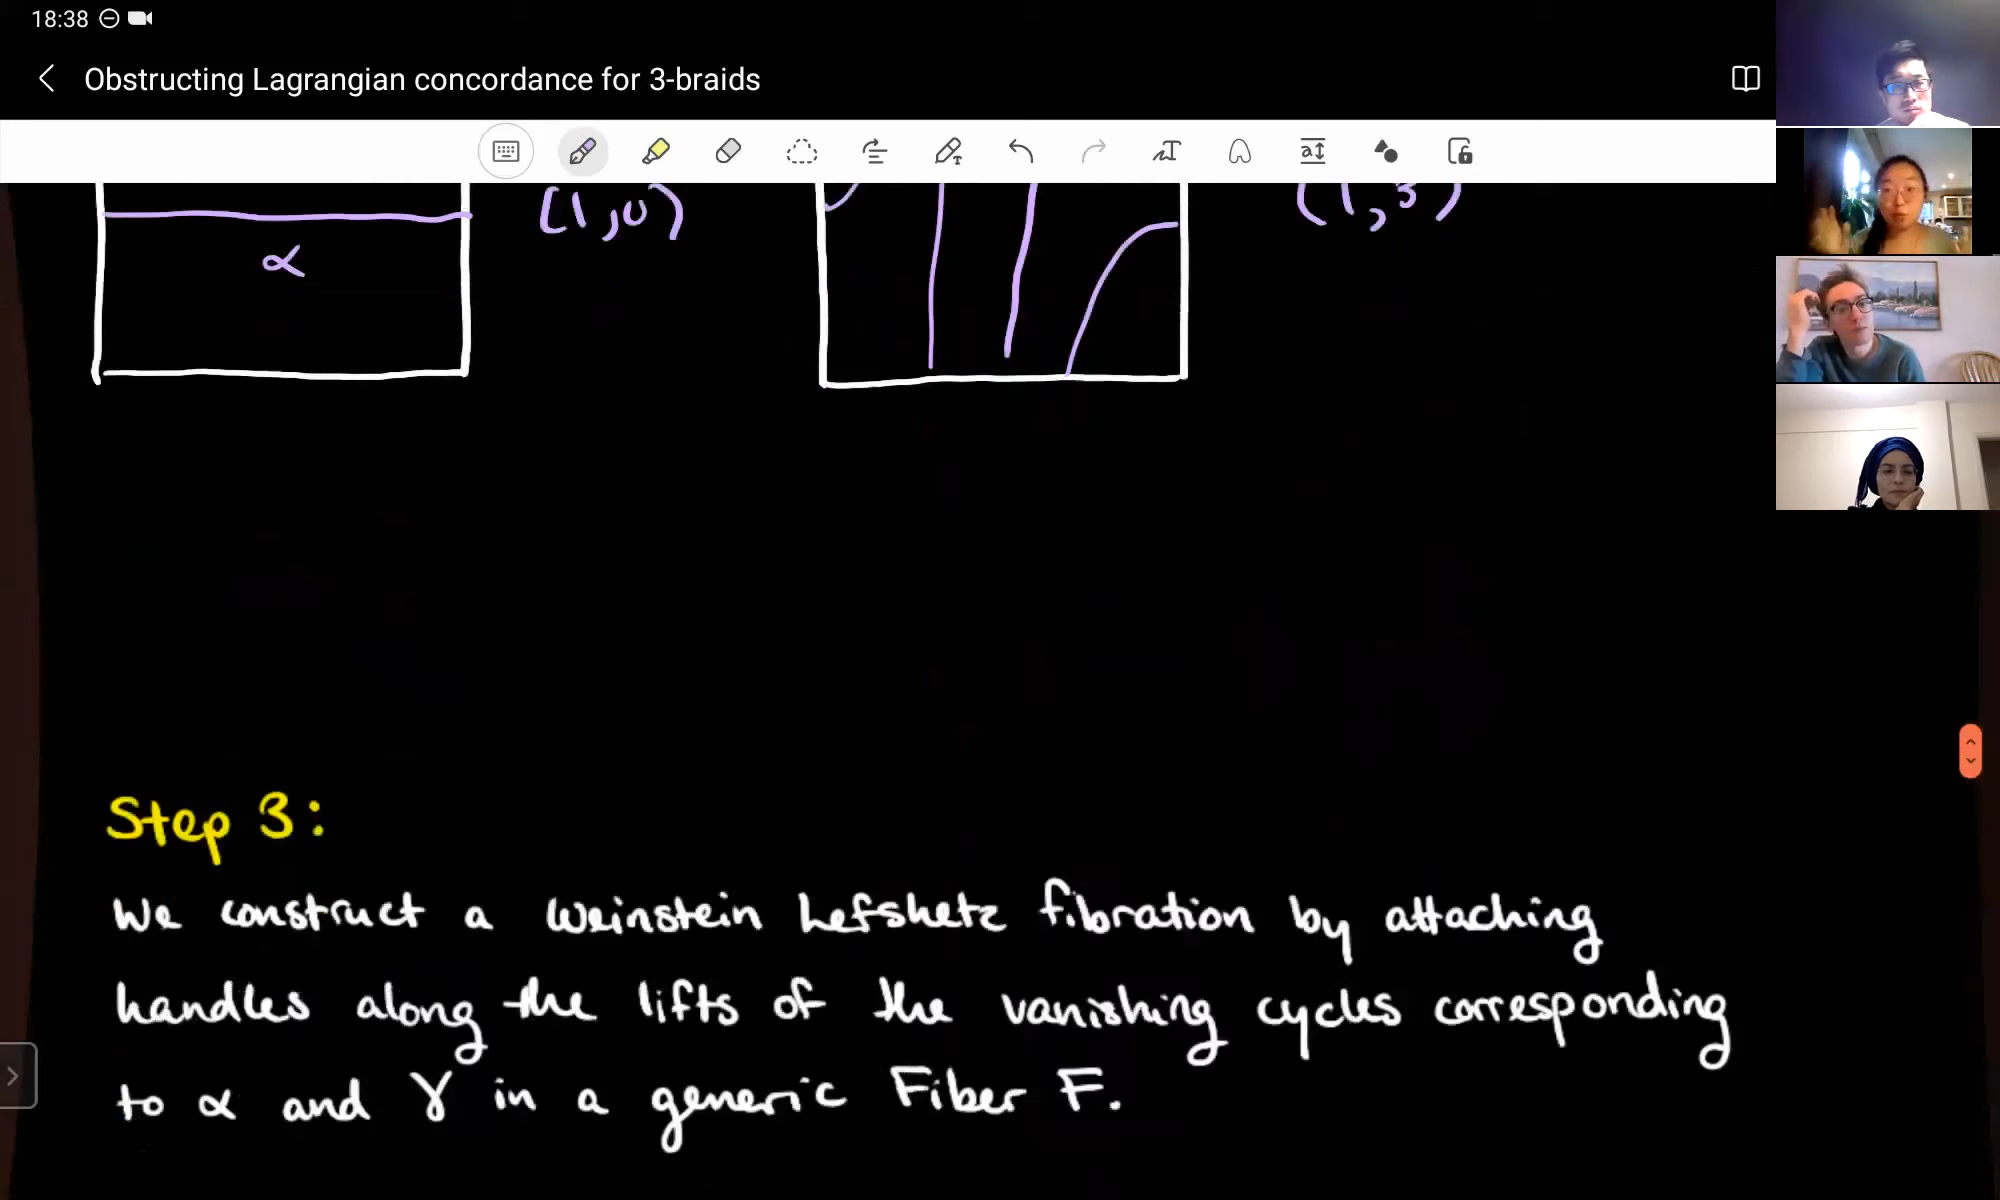 18:38
Obstructing Lagrangian concordance for 3-braids
(1,0)
(1,3)
α
Step 3:
We construct a Weinstein Lefshetz fibration by attaching
handles along the lifts of the vanishing cycles corresponding
to α and γ in a generic Fiber F.